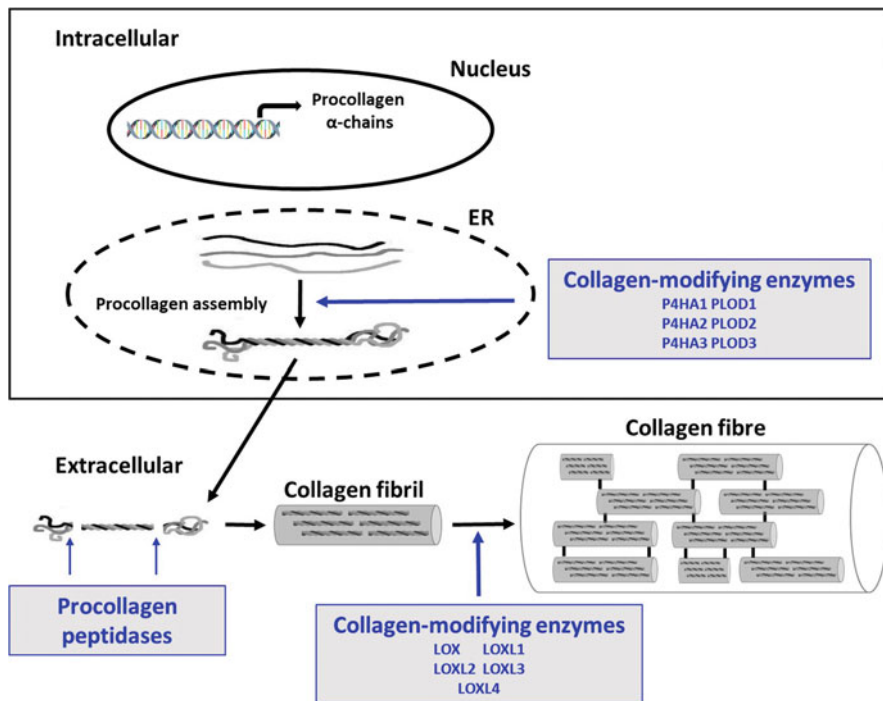 Intracellular
Nucleus
Procollagen
α-chains
ER
Procollagen assembly
Collagen-modifying enzymes
P4HA1 PLOD1
P4HA2 PLOD2
P4HA3 PLOD3
Extracellular
Collagen fibril
Collagen fibre
Procollagen
peptidases
Collagen-modifying enzymes
LOX LOXL1
LOXL2 LOXL3
LOXL4